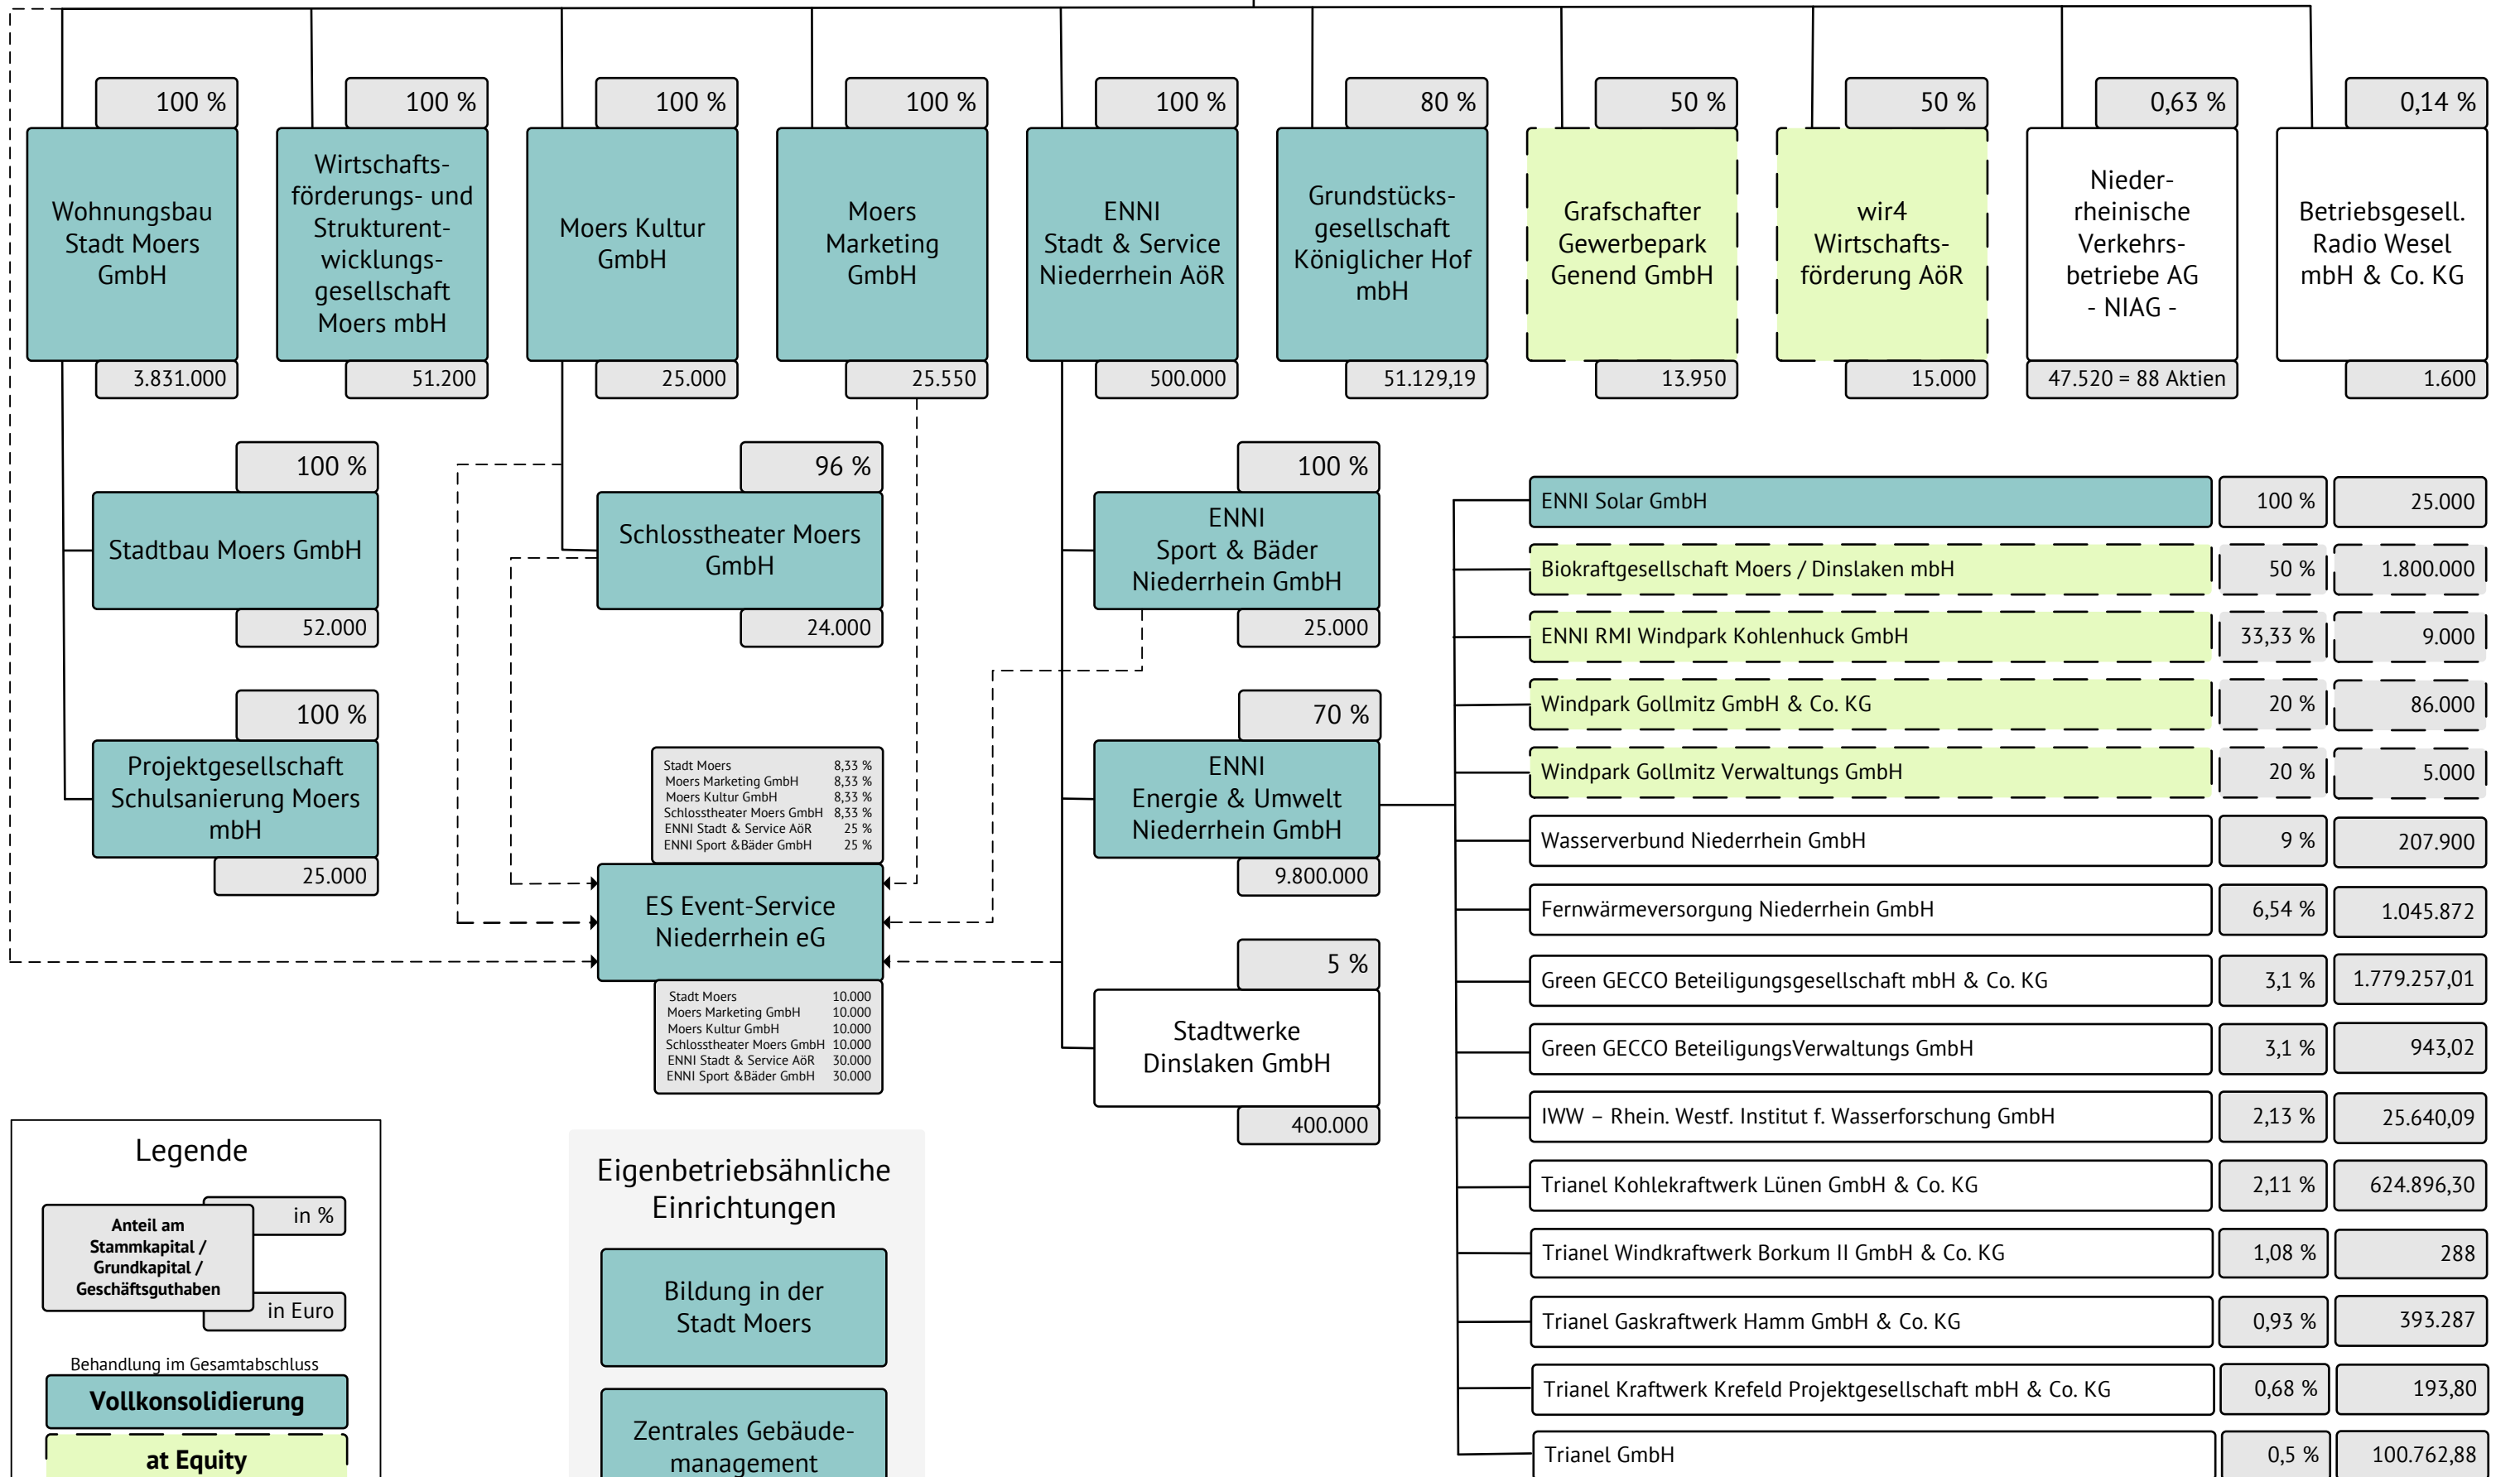 100 %
Wohnungsbau
Stadt Moers
GmbH
3.831.000
100 %
Wirtschafts-
förderungs- und
Strukturent-
wicklungs-
gesellschaft
Moers mbH
51.200
100 %
Moers Kultur
GmbH
25.000
100 %
Moers
Marketing
GmbH
25.550
100 %
ENNI
Stadt & Service
Niederrhein AöR
500.000
80 %
Grundstücks-
gesellschaft
Königlicher Hof
mbH
51.129,19
50 %
Grafschafter
Gewerbepark
Genend GmbH
13.950
50 %
wir4
Wirtschafts-
förderung AöR
15.000
0,63 %
Nieder-
rheinische
Verkehrs-
betriebe AG
- NIAG -
47.520 = 88 Aktien
0,14 %
Betriebsgesell.
Radio Wesel
mbH & Co. KG
1.600
100 %
Stadtbau Moers GmbH
52.000
100 %
Projektgesellschaft
Schulsanierung Moers
mbH
25.000
96 %
Schlosstheater Moers
GmbH
24.000
Stadt Moers 8,33 %
Moers Marketing GmbH 8,33 %
Moers Kultur GmbH 8,33 %
Schlosstheater Moers GmbH 8,33 %
ENNI Stadt & Service AöR 25 %
ENNI Sport &Bäder GmbH 25 %
ES Event-Service
Niederrhein eG
Stadt Moers 10.000
Moers Marketing GmbH 10.000
Moers Kultur GmbH 10.000
Schlosstheater Moers GmbH 10.000
ENNI Stadt & Service AöR 30.000
ENNI Sport &Bäder GmbH 30.000
100 %
ENNI
Sport & Bäder
Niederrhein GmbH
25.000
70 %
ENNI
Energie & Umwelt
Niederrhein GmbH
9.800.000
5 %
Stadtwerke
Dinslaken GmbH
400.000
ENNI Solar GmbH 100 % 25.000
Biokraftgesellschaft Moers / Dinslaken mbH 50 % 1.800.000
ENNI RMI Windpark Kohlenhuck GmbH 33,33 % 9.000
Windpark Gollmitz GmbH & Co. KG 20 % 86.000
Windpark Gollmitz Verwaltungs GmbH 20 % 5.000
Wasserverbund Niederrhein GmbH 9 % 207.900
Fernwärmeversorgung Niederrhein GmbH 6,54 % 1.045.872
Green GECCO Beteiligungsgesellschaft mbH & Co. KG 3,1 % 1.779.257,01
Green GECCO BeteiligungsVerwaltungs GmbH 3,1 % 943,02
IWW – Rhein. Westf. Institut f. Wasserforschung GmbH 2,13 % 25.640,09
Trianel Kohlekraftwerk Lünen GmbH & Co. KG 2,11 % 624.896,30
Trianel Windkraftwerk Borkum II GmbH & Co. KG 1,08 % 288
Trianel Gaskraftwerk Hamm GmbH & Co. KG 0,93 % 393.287
Trianel Kraftwerk Krefeld Projektgesellschaft mbH & Co. KG 0,68 % 193,80
Trianel GmbH 0,5 % 100.762,88
Legende
in %
Anteil am
Stammkapital /
Grundkapital /
Geschäftsguthaben
in Euro
Behandlung im Gesamtabschluss
Vollkonsolidierung
at Equity
Eigenbetriebsähnliche
Einrichtungen
Bildung in der
Stadt Moers
Zentrales Gebäude-
management